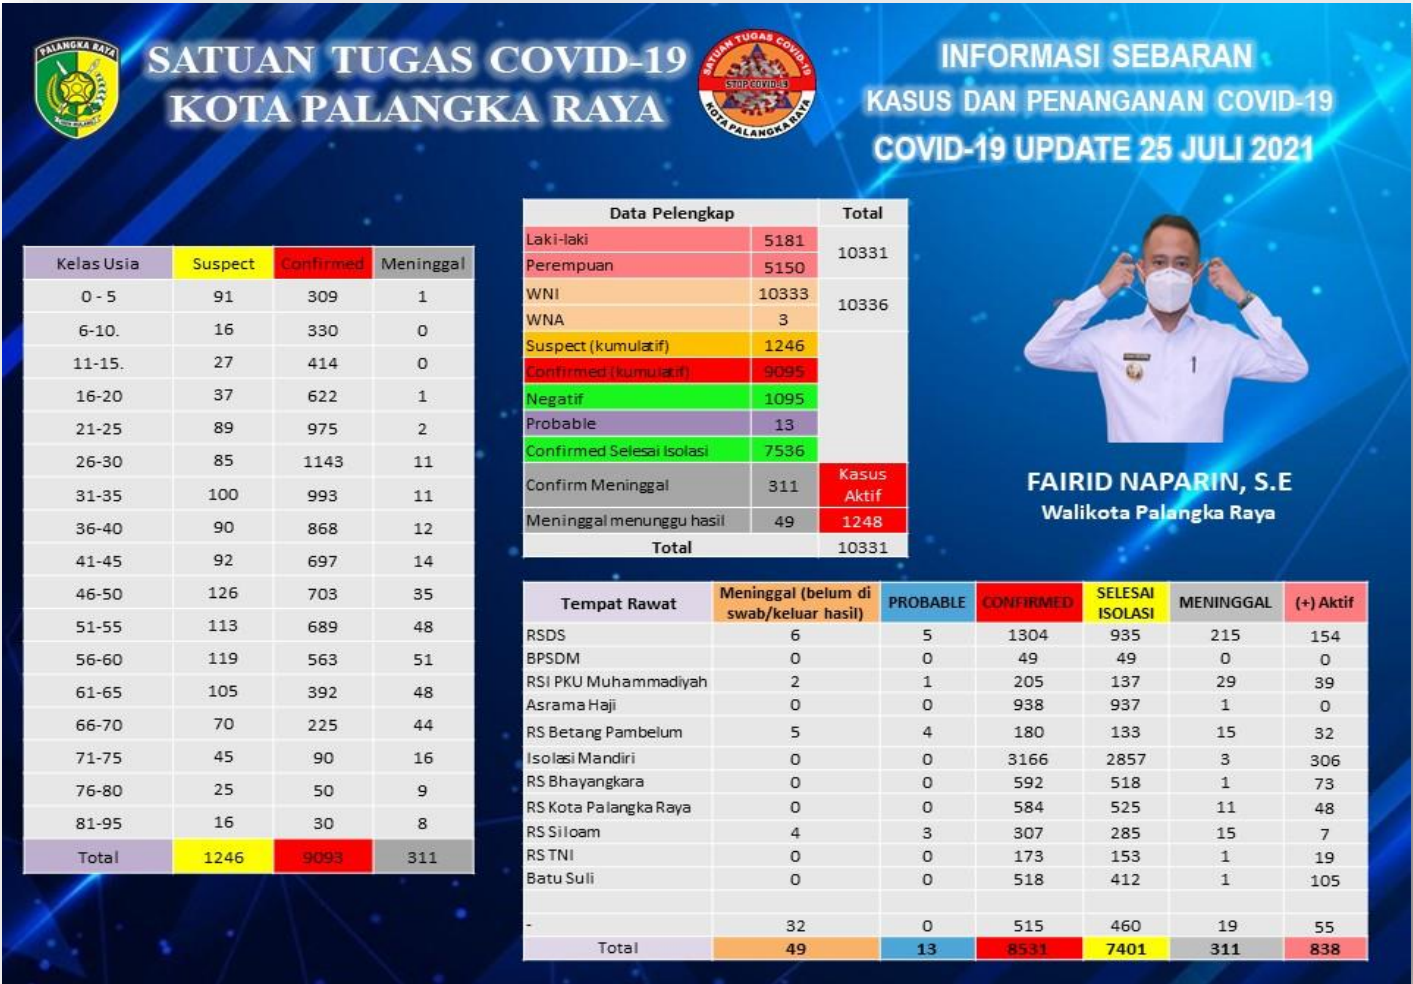 PALANGKA RAYA
SATUAN TUGAS COVID-19
KOTA PALANGKA RAYA
SATUAN TUGAS COVID-19
STOP COVID-19
KOTA PALANGKA RAYA
INFORMASI SEBARAN
KASUS DAN PENANGANAN COVID-19
COVID-19 UPDATE 25 JULI 2021
Kelas Usia Suspect Confirmed Meninggal
0 - 5 91 309 1
6-10. 16 330 0
11-15. 27 414 0
16-20 37 622 1
21-25 89 975 2
26-30 85 1143 11
31-35 100 993 11
36-40 90 868 12
41-45 92 697 14
46-50 126 703 35
51-55 113 689 48
56-60 119 563 51
61-65 105 392 48
66-70 70 225 44
71-75 45 90 16
76-80 25 50 9
81-95 16 30 8
Total 1246 9093 311
Data Pelengkap Total
Laki-laki 5181 10331
Perempuan 5150
WNI 10333 10336
WNA 3
Suspect (kumulatif) 1246
Confirmed (kumulatif) 9095
Negatif 1095
Probable 13
Confirmed Selesai Isolasi 7536
Confirm Meninggal 311 Kasus Aktif
Meninggal menunggu hasil 49 1248
Total 10331
FAIRID NAPARIN, S.E
Walikota Palangka Raya
Tempat Rawat Meninggal (belum di swab/keluar hasil) PROBABLE CONFIRMED SELESAI ISOLASI MENINGGAL (+) Aktif
RSDS 6 5 1304 935 215 154
BPSDM 0 0 49 49 0 0
RSI PKU Muhammadiyah 2 1 205 137 29 39
Asrama Haji 0 0 938 937 1 0
RS Betang Pambelum 5 4 180 133 15 32
Isolasi Mandiri 0 0 3166 2857 3 306
RS Bhayangkara 0 0 592 518 1 73
RS Kota Palangka Raya 0 0 584 525 11 48
RS Siloam 4 3 307 285 15 7
RS TNI 0 0 173 153 1 19
Batu Suli 0 0 518 412 1 105
- 32 0 515 460 19 55
Total 49 13 8531 7401 311 838